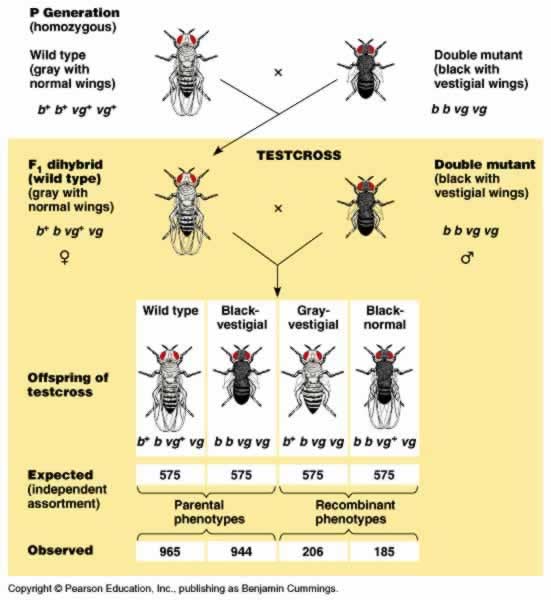 P Generation
(homozygous)
Wild type
(gray with
normal wings)
b⁺ b⁺ vg⁺ vg⁺
×
Double mutant
(black with
vestigial wings)
b b vg vg
TESTCROSS
F₁ dihybrid
(wild type)
(gray with
normal wings)
b⁺ b vg⁺ vg
♀
×
Double mutant
(black with
vestigial wings)
b b vg vg
♂
Offspring of
testcross
Wild type
Black-
vestigial
Gray-
vestigial
Black-
normal
b⁺ b vg⁺ vg
b b vg vg
b⁺ b vg vg
b b vg⁺ vg
Expected
(independent
assortment)
575 575 575 575
Parental
phenotypes
Recombinant
phenotypes
Observed
965 944 206 185
Copyright © Pearson Education, Inc., publishing as Benjamin Cummings.